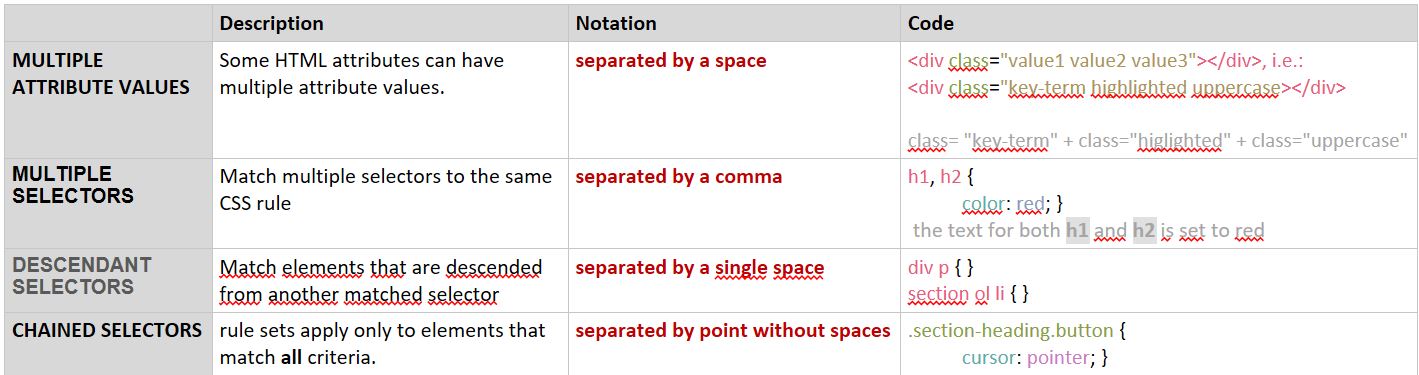 Description Notation Code
MULTIPLE ATTRIBUTE VALUES
Some HTML attributes can have
multiple attribute values.
separated by a space
<div class="value1 value2 value3"></div>, i.e.:
<div class="key-term highlighted uppercase></div>
class= "key-term" + class="higlighted" + class="uppercase"
MULTIPLE
SELECTORS
Match multiple selectors to the same
CSS rule
separated by a comma
h1, h2 {
color: red; }
the text for both h1 and h2 is set to red
DESCENDANT
SELECTORS
Match elements that are descended
from another matched selector
separated by a single space
div p { }
section ol li { }
CHAINED SELECTORS
rule sets apply only to elements that
match all criteria.
separated by point without spaces
.section-heading.button {
cursor: pointer; }